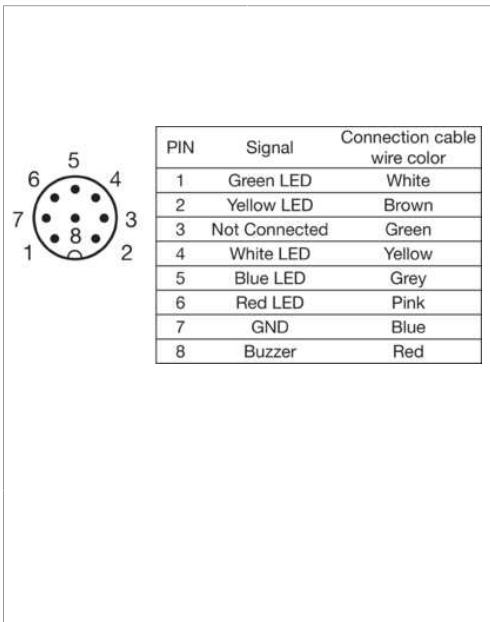 5
6 4
7 3
8
1 2
PIN Signal Connection cable
wire color
1 Green LED White
2 Yellow LED Brown
3 Not Connected Green
4 White LED Yellow
5 Blue LED Grey
6 Red LED Pink
7 GND Blue
8 Buzzer Red